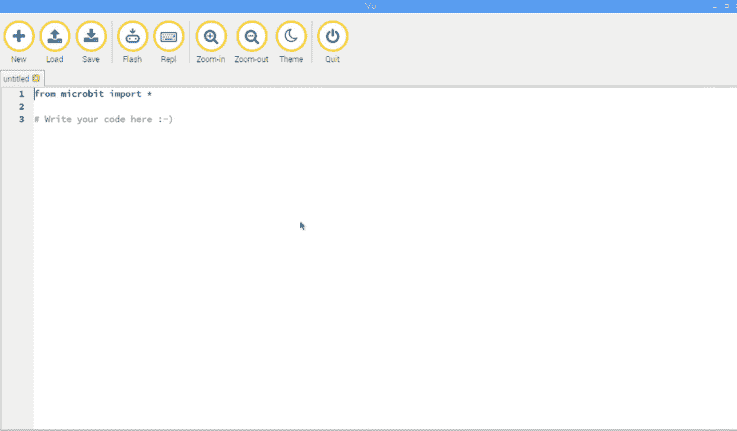 Mu
New Load Save Flash Repl Zoom-in Zoom-out Theme Quit
untitled
1 from microbit import *
2
3 # Write your code here :-)